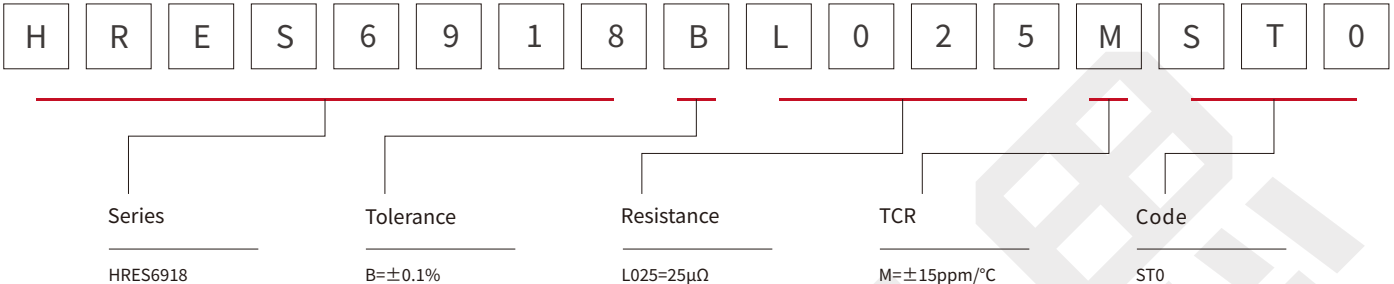 H R E S 6 9 1 8 B L 0 2 5 M S T 0
Series Tolerance Resistance TCR Code
HRES6918 B=±0.1% L025=25μΩ M=±15ppm/°C ST0